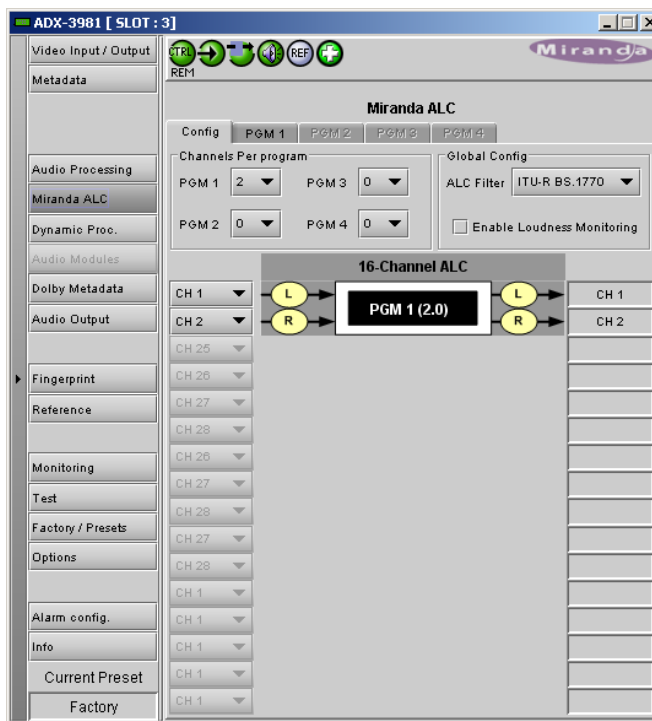 ADX-3981 [ SLOT : 3]
Video Input / Output
Metadata
Audio Processing
Miranda ALC
Dynamic Proc.
Audio Modules
Dolby Metadata
Audio Output
Fingerprint
Reference
Monitoring
Test
Factory / Presets
Options
Alarm config.
Info
Current Preset
Factory
CTRL
REF
REM
Miranda
Miranda ALC
Config PGM 1 PGM 2 PGM 3 PGM 4
Channels Per program
PGM 1 2 PGM 3 0
PGM 2 0 PGM 4 0
Global Config
ALC Filter ITU-R BS.1770
Enable Loudness Monitoring
16-Channel ALC
CH 1 L PGM 1 (2.0) L CH 1
CH 2 R R CH 2
CH 25
CH 26
CH 27
CH 28
CH 26
CH 27
CH 28
CH 27
CH 28
CH 1
CH 1
CH 1
CH 1
CH 1